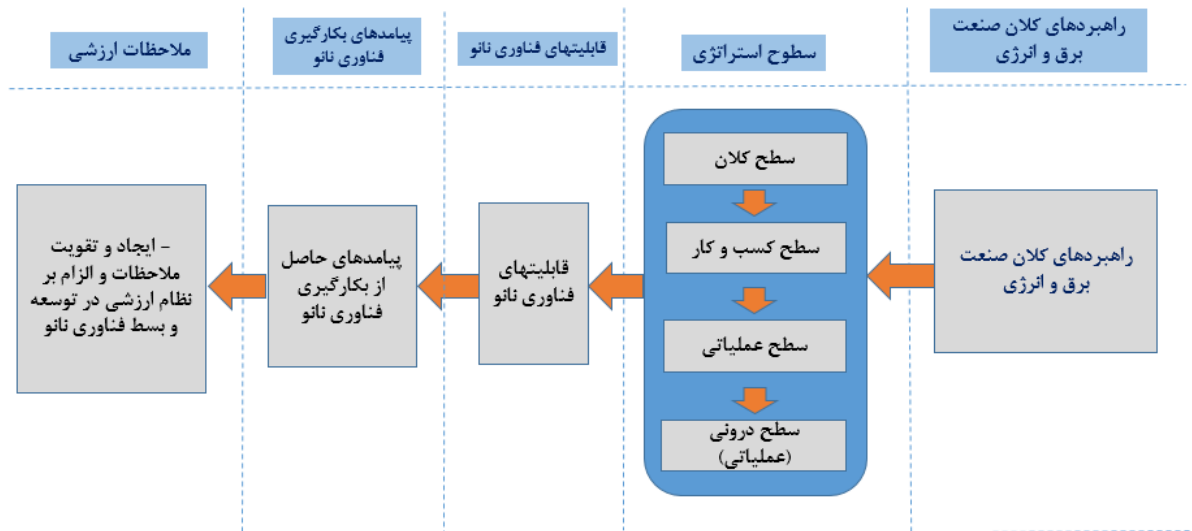 راهبردهای کلان صنعت
برق و انرژی
سطوح استراتژی
قابلیتهای فناوری نانو
پیامدهای بکارگیری
فناوری نانو
ملاحظات ارزشی
راهبردهای کلان صنعت
برق و انرژی
سطح کلان
سطح کسب و کار
سطح عملیاتی
سطح درونی
(عملیاتی)
قابلیتهای
فناوری نانو
پیامدهای حاصل
از بکارگیری
فناوری نانو
- ایجاد و تقویت
ملاحظات و الزام بر
نظام ارزشی در توسعه
و بسط فناوری نانو